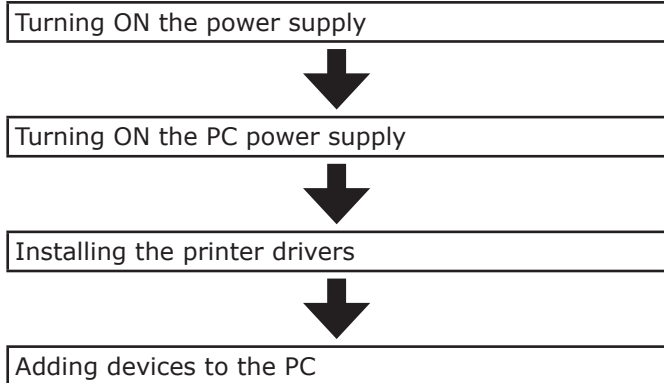 Turning ON the power supply
Turning ON the PC power supply
Installing the printer drivers
Adding devices to the PC